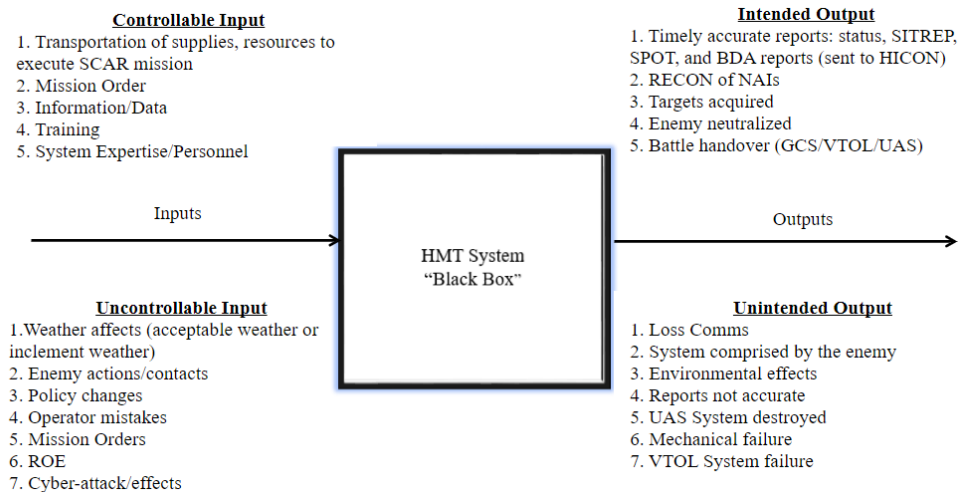 Controllable Input
1. Transportation of supplies, resources to
execute SCAR mission
2. Mission Order
3. Information/Data
4. Training
5. System Expertise/Personnel
Intended Output
1. Timely accurate reports: status, SITREP,
SPOT, and BDA reports (sent to HICON)
2. RECON of NAIs
3. Targets acquired
4. Enemy neutralized
5. Battle handover (GCS/VTOL/UAS)
Inputs
HMT System
“Black Box”
Outputs
Uncontrollable Input
1.Weather affects (acceptable weather or
inclement weather)
2. Enemy actions/contacts
3. Policy changes
4. Operator mistakes
5. Mission Orders
6. ROE
7. Cyber-attack/effects
Unintended Output
1. Loss Comms
2. System comprised by the enemy
3. Environmental effects
4. Reports not accurate
5. UAS System destroyed
6. Mechanical failure
7. VTOL System failure